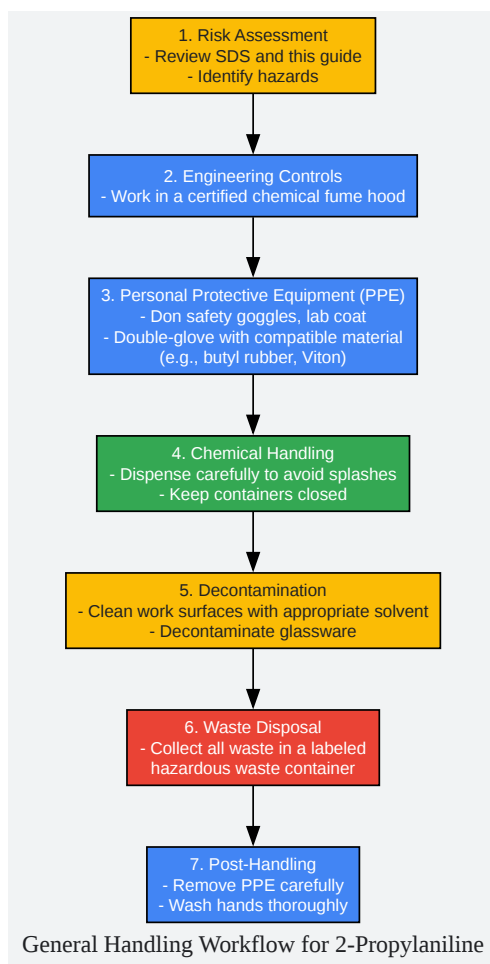 1. Risk Assessment
- Review SDS and this guide
- Identify hazards
2. Engineering Controls
- Work in a certified chemical fume hood
3. Personal Protective Equipment (PPE)
- Don safety goggles, lab coat
- Double-glove with compatible material
(e.g., butyl rubber, Viton)
4. Chemical Handling
- Dispense carefully to avoid splashes
- Keep containers closed
5. Decontamination
- Clean work surfaces with appropriate solvent
- Decontaminate glassware
6. Waste Disposal
- Collect all waste in a labeled
hazardous waste container
7. Post-Handling
- Remove PPE carefully
- Wash hands thoroughly
General Handling Workflow for 2-Propylaniline